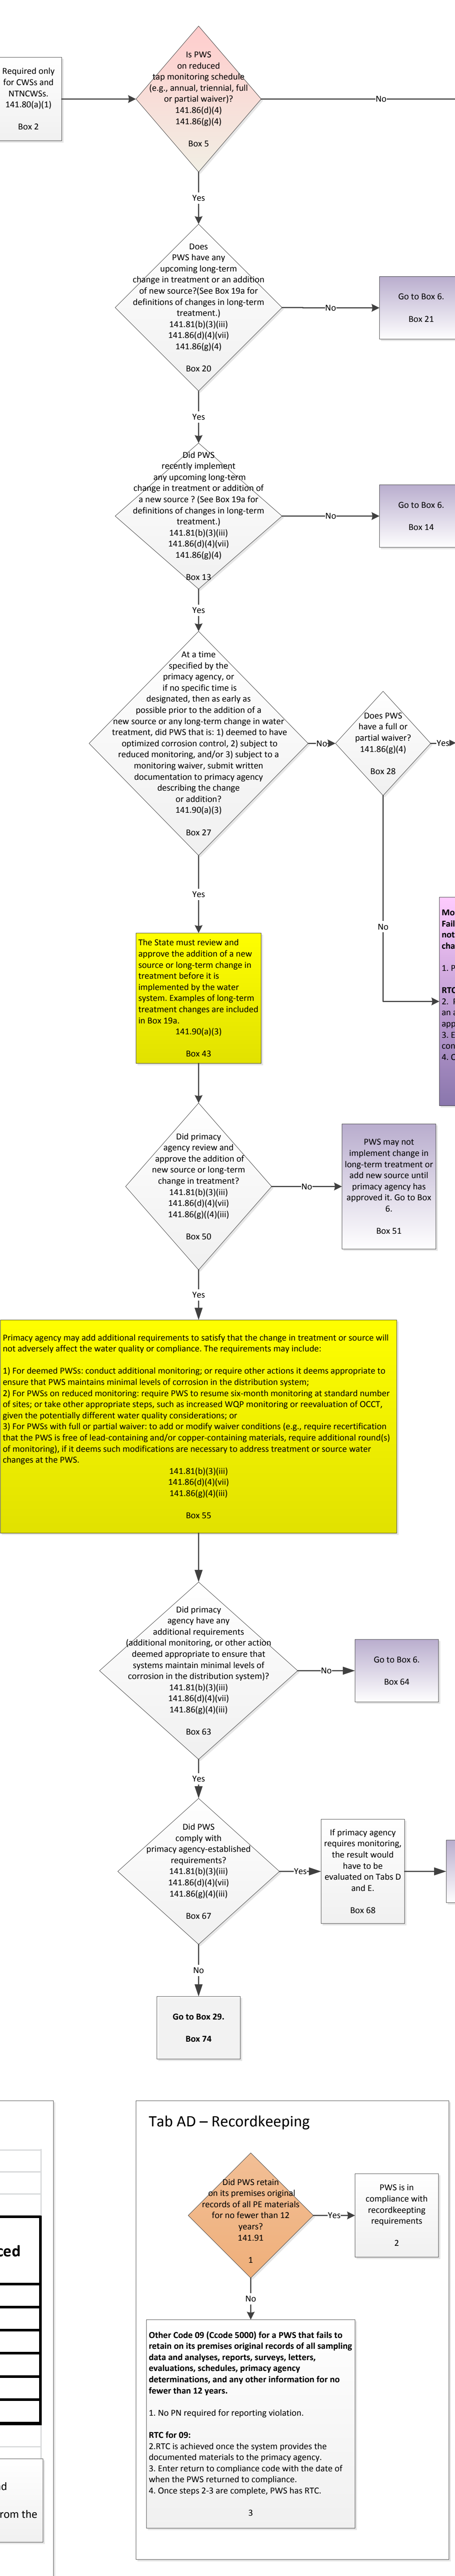 Required only
for CWSs and
NTNCWSs.
141.80(a)(1)
Box 2
Is PWS
on reduced
tap monitoring schedule
(e.g., annual, triennial, full
or partial waiver)?
141.86(d)(4)
141.86(g)(4)
Box 5
No
Yes
Does
PWS have any
upcoming long-term
change in treatment or an addition
of new source?(See Box 19a for
definitions of changes in long-term
treatment.)
141.81(b)(3)(iii)
141.86(d)(4)(vii)
141.86(g)(4)
Box 20
No
Go to Box 6.
Box 21
Yes
Did PWS
recently implement
any upcoming long-term
change in treatment or addition of
a new source ? (See Box 19a for
definitions of changes in long-term
treatment.)
141.81(b)(3)(iii)
141.86(d)(4)(vii)
141.86(g)(4)
Box 13
No
Go to Box 6.
Box 14
Yes
At a time
specified by the
primacy agency, or
if no specific time is
designated, then as early as
possible prior to the addition of a
new source or any long-term change in water
treatment, did PWS that is: 1) deemed to have
optimized corrosion control, 2) subject to
reduced monitoring, and/or 3) subject to a
monitoring waiver, submit written
documentation to primacy agency
describing the change
or addition?
141.90(a)(3)
Box 27
No
Does PWS
have a full or
partial waiver?
141.86(g)(4)
Box 28
Yes
Yes
No
Mo
Fail
not
cha
1. P
RTC
2. 
an a
app
3. E
con
4. O
The State must review and
approve the addition of a new
source or long-term change in
treatment before it is
implemented by the water
system. Examples of long-term
treatment changes are included
in Box 19a.
141.90(a)(3)
Box 43
Did primacy
agency review and
approve the addition of
new source or long-term
change in treatment?
141.81(b)(3)(iii)
141.86(d)(4)(vii)
141.86(g)((4)(iii)
Box 50
No
PWS may not
implement change in
long-term treatment or
add new source until
primacy agency has
approved it. Go to Box
6.
Box 51
Yes
Primacy agency may add additional requirements to satisfy that the change in treatment or source will
not adversely affect the water quality or compliance. The requirements may include:
1) For deemed PWSs: conduct additional monitoring; or require other actions it deems appropriate to
ensure that PWS maintains minimal levels of corrosion in the distribution system;
2) For PWSs on reduced monitoring: require PWS to resume six-month monitoring at standard number
of sites; or take other appropriate steps, such as increased WQP monitoring or reevaluation of OCCT,
given the potentially different water quality considerations; or
3) For PWSs with full or partial waiver: to add or modify waiver conditions (e.g., require recertification
that the PWS is free of lead-containing and/or copper-containing materials, require additional round(s)
of monitoring), if it deems such modifications are necessary to address treatment or source water
changes at the PWS.
141.81(b)(3)(iii)
141.86(d)(4)(vii)
141.86(g)(4)(iii)
Box 55
Did primacy
agency have any
additional requirements
(additional monitoring, or other action
deemed appropriate to ensure that
systems maintain minimal levels of
corrosion in the distribution system)?
141.81(b)(3)(iii)
141.86(d)(4)(vii)
141.86(g)(4)(iii)
Box 63
No
Go to Box 6.
Box 64
Yes
Did PWS
comply with
primacy agency-established
requirements?
141.81(b)(3)(iii)
141.86(d)(4)(vii)
141.86(g)(4)(iii)
Box 67
Yes
If primacy agency
requires monitoring,
the result would
have to be
evaluated on Tabs D
and E.
Box 68
No
Go to Box 29.
Box 74
ced
d
rom the
Tab AD – Recordkeeping
Did PWS retain
on its premises original
records of all PE materials
for no fewer than 12
years?
141.91
1
Yes
PWS is in
compliance with
recordkeepting
requirements
2
No
Other Code 09 (Ccode 5000) for a PWS that fails to
retain on its premises original records of all sampling
data and analyses, reports, surveys, letters,
evaluations, schedules, primacy agency
determinations, and any other information for no
fewer than 12 years.
1. No PN required for reporting violation.
RTC for 09:
2.RTC is achieved once the system provides the
documented materials to the primacy agency.
3. Enter return to compliance code with the date of
when the PWS returned to compliance.
4. Once steps 2-3 are complete, PWS has RTC.
3